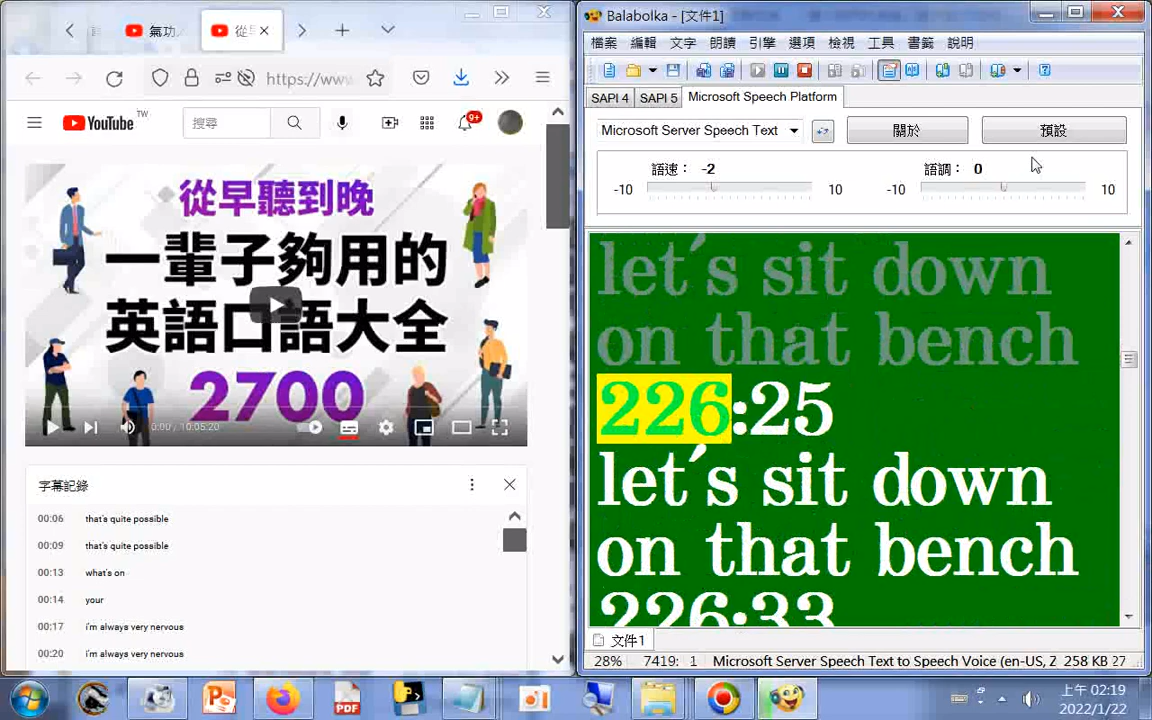 氣功
從
https://www
YouTube TW
搜尋
9+
從早聽到晚
一輩子夠用的
英語口語大全
2700
0:00 / 10:05:20
字幕記錄
00:06 that's quite possible
00:09 that's quite possible
00:13 what's on
00:14 your
00:17 i'm always very nervous
00:20 i'm always very nervous
Balabolka - [文件1]
檔案 編輯 文字 朗讀 引擎 選項 檢視 工具 書籤 說明
SAPI 4 SAPI 5 Microsoft Speech Platform
Microsoft Server Speech Text 關於 預設
語速： -2 語調： 0
-10 10 -10 10
let's sit down
on that bench
226:25
let's sit down
on that bench
226:33
文件1
28% 7419: 1 Microsoft Server Speech Text to Speech Voice (en-US, Z 258 KB 27
PDF
上午 02:19
2022/1/22